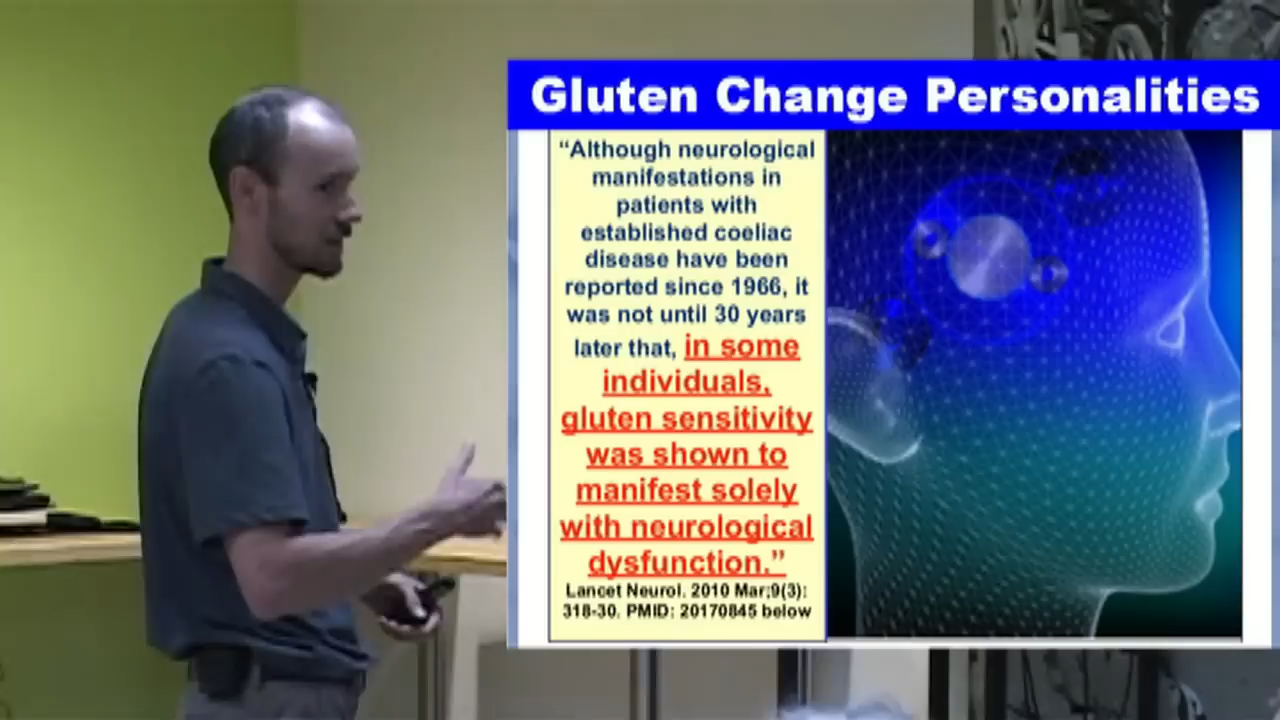 Gluten Change Personalities
“Although neurological
manifestations in
patients with
established coeliac
disease have been
reported since 1966, it
was not until 30 years
later that, in some
individuals,
gluten sensitivity
was shown to
manifest solely
with neurological
dysfunction.”
Lancet Neurol. 2010 Mar;9(3):
318-30. PMID: 20170845 below